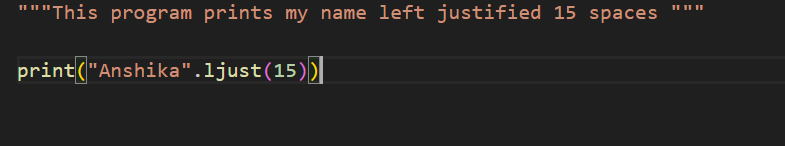 """This program prints my name left justified 15 spaces """
print("Anshika".ljust(15))